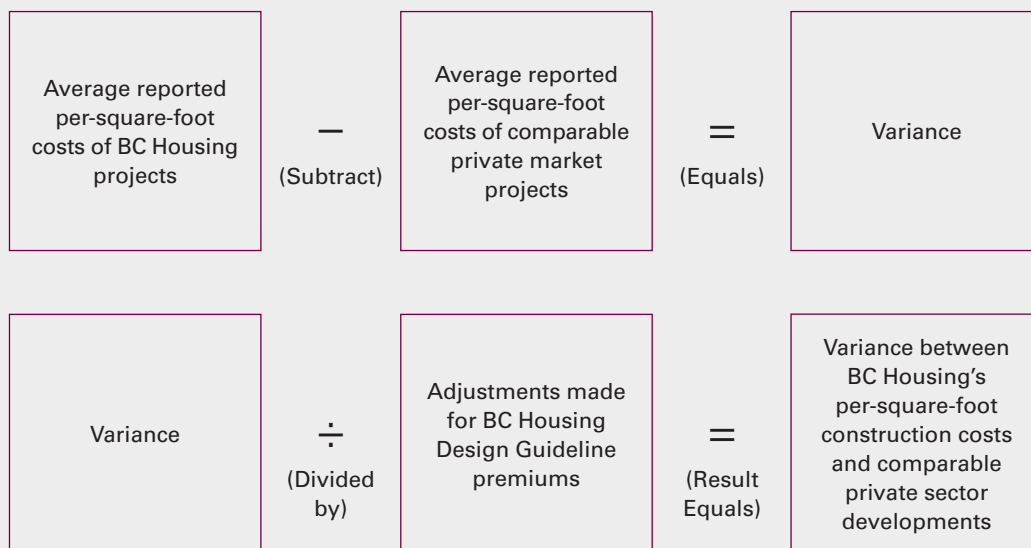 Average reported
per-square-foot
costs of BC Housing
projects
−
(Subtract)
Average reported
per-square-foot
costs of comparable
private market
projects
=
(Equals)
Variance
Variance
÷
(Divided
by)
Adjustments made
for BC Housing
Design Guideline
premiums
=
(Result
Equals)
Variance between
BC Housing’s
per-square-foot
construction costs
and comparable
private sector
developments